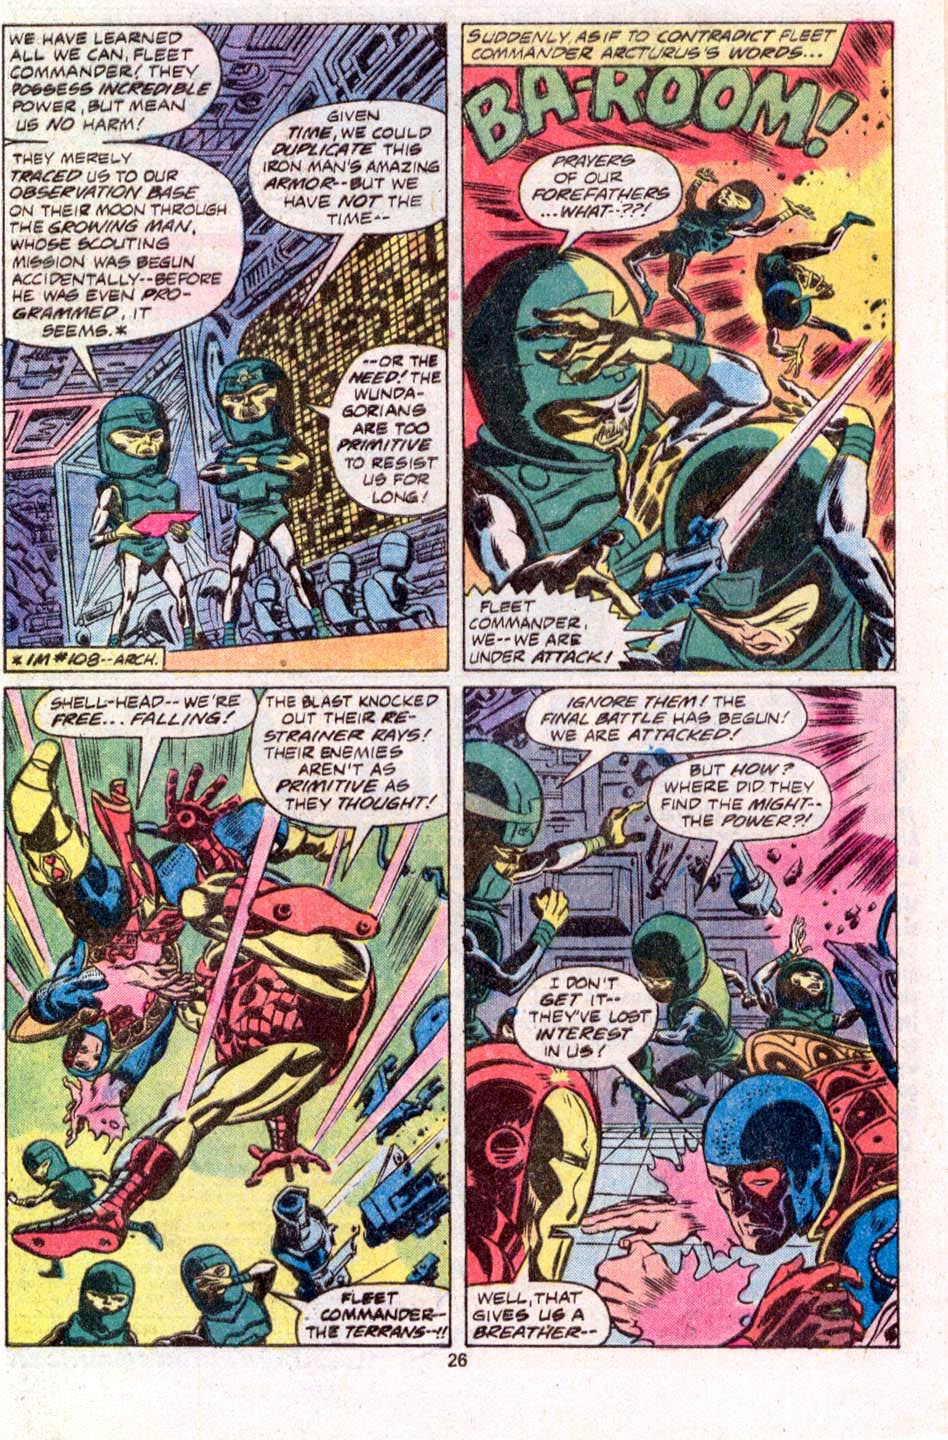 WE HAVE LEARNED
ALL WE CAN, FLEET
COMMANDER! THEY
POSSESS INCREDIBLE
POWER, BUT MEAN
US NO HARM!
THEY MERELY
TRACED US TO OUR
OBSERVATION BASE
ON THEIR MOON THROUGH
THE GROWING MAN,
WHOSE SCOUTING
MISSION WAS BEGUN
ACCIDENTALLY--BEFORE
HE WAS EVEN PRO-
GRAMMED, IT
SEEMS.*
GIVEN
TIME, WE COULD
DUPLICATE THIS
IRON MAN'S AMAZING
ARMOR--BUT WE
HAVE NOT THE
TIME--
--OR THE
NEED! THE
WUNDA-
GORIANS
ARE TOO
PRIMITIVE
TO RESIST
US FOR
LONG!
*IM #108--ARCH.
SUDDENLY, AS IF TO CONTRADICT FLEET
COMMANDER ARCTURUS'S WORDS...
BA-ROOM!
PRAYERS
OF OUR
FOREFATHERS
...WHAT--??!
FLEET
COMMANDER,
WE--WE ARE
UNDER ATTACK!
SHELL-HEAD--WE'RE
FREE... FALLING!
THE BLAST KNOCKED
OUT THEIR RE-
STRAINER RAYS!
THEIR ENEMIES
AREN'T AS
PRIMITIVE AS
THEY THOUGHT!
FLEET
COMMANDER--
THE TERRANS--!!
IGNORE THEM! THE
FINAL BATTLE HAS BEGUN!
WE ARE ATTACKED!
BUT HOW?
WHERE DID THEY
FIND THE MIGHT--
THE POWER?!
I DON'T
GET IT--
THEY'VE LOST
INTEREST
IN US!
WELL, THAT
GIVES US A
BREATHER--
26